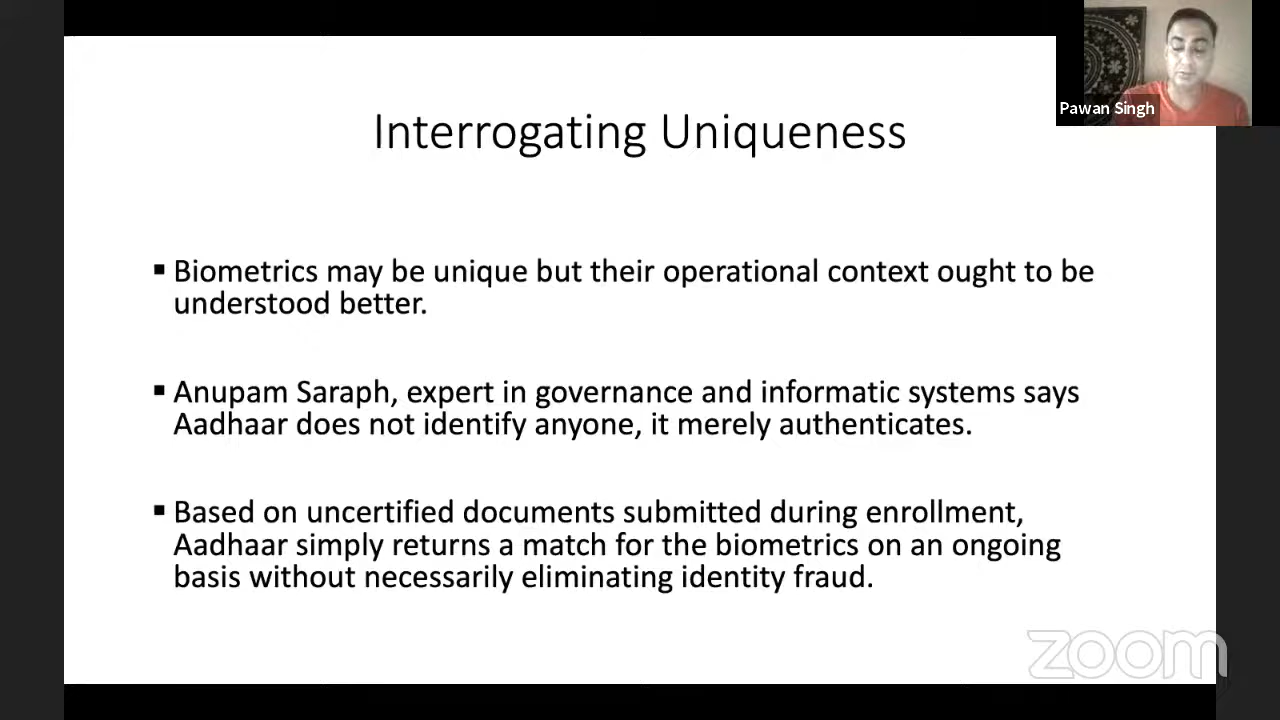 Pawan Singh
Interrogating Uniqueness
▪ Biometrics may be unique but their operational context ought to be
understood better.
▪ Anupam Saraph, expert in governance and informatic systems says
Aadhaar does not identify anyone, it merely authenticates.
▪ Based on uncertified documents submitted during enrollment,
Aadhaar simply returns a match for the biometrics on an ongoing
basis without necessarily eliminating identity fraud.
zoom